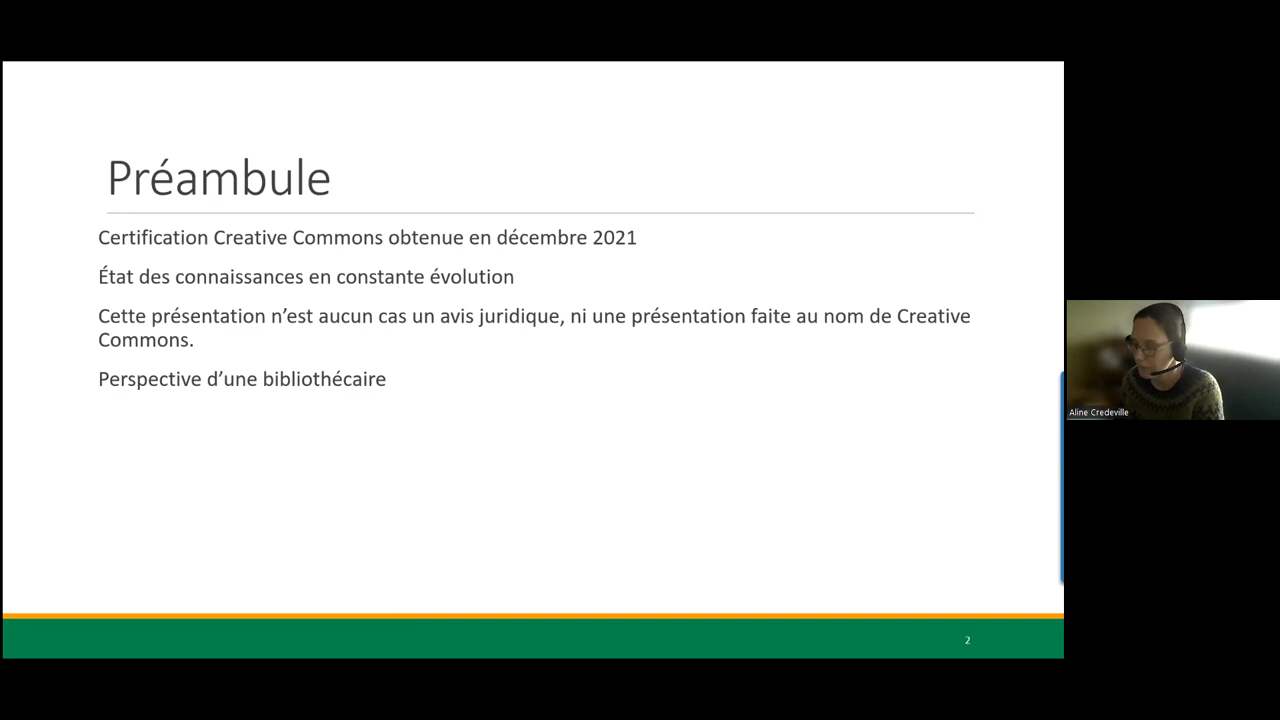 Préambule
Certification Creative Commons obtenue en décembre 2021
État des connaissances en constante évolution
Cette présentation n’est aucun cas un avis juridique, ni une présentation faite au nom de Creative
Commons.
Perspective d’une bibliothécaire
2
Aline Credeville